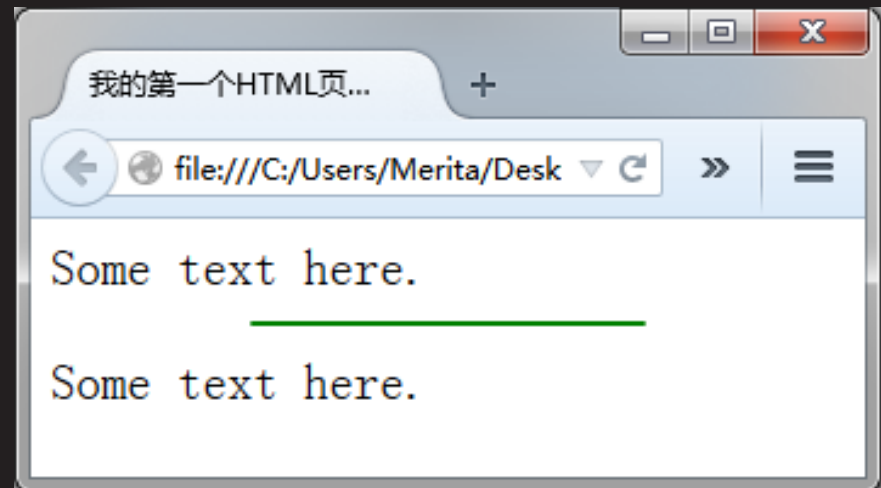 我的第一个HTML页...
file:///C:/Users/Merita/Desk
Some text here.
Some text here.